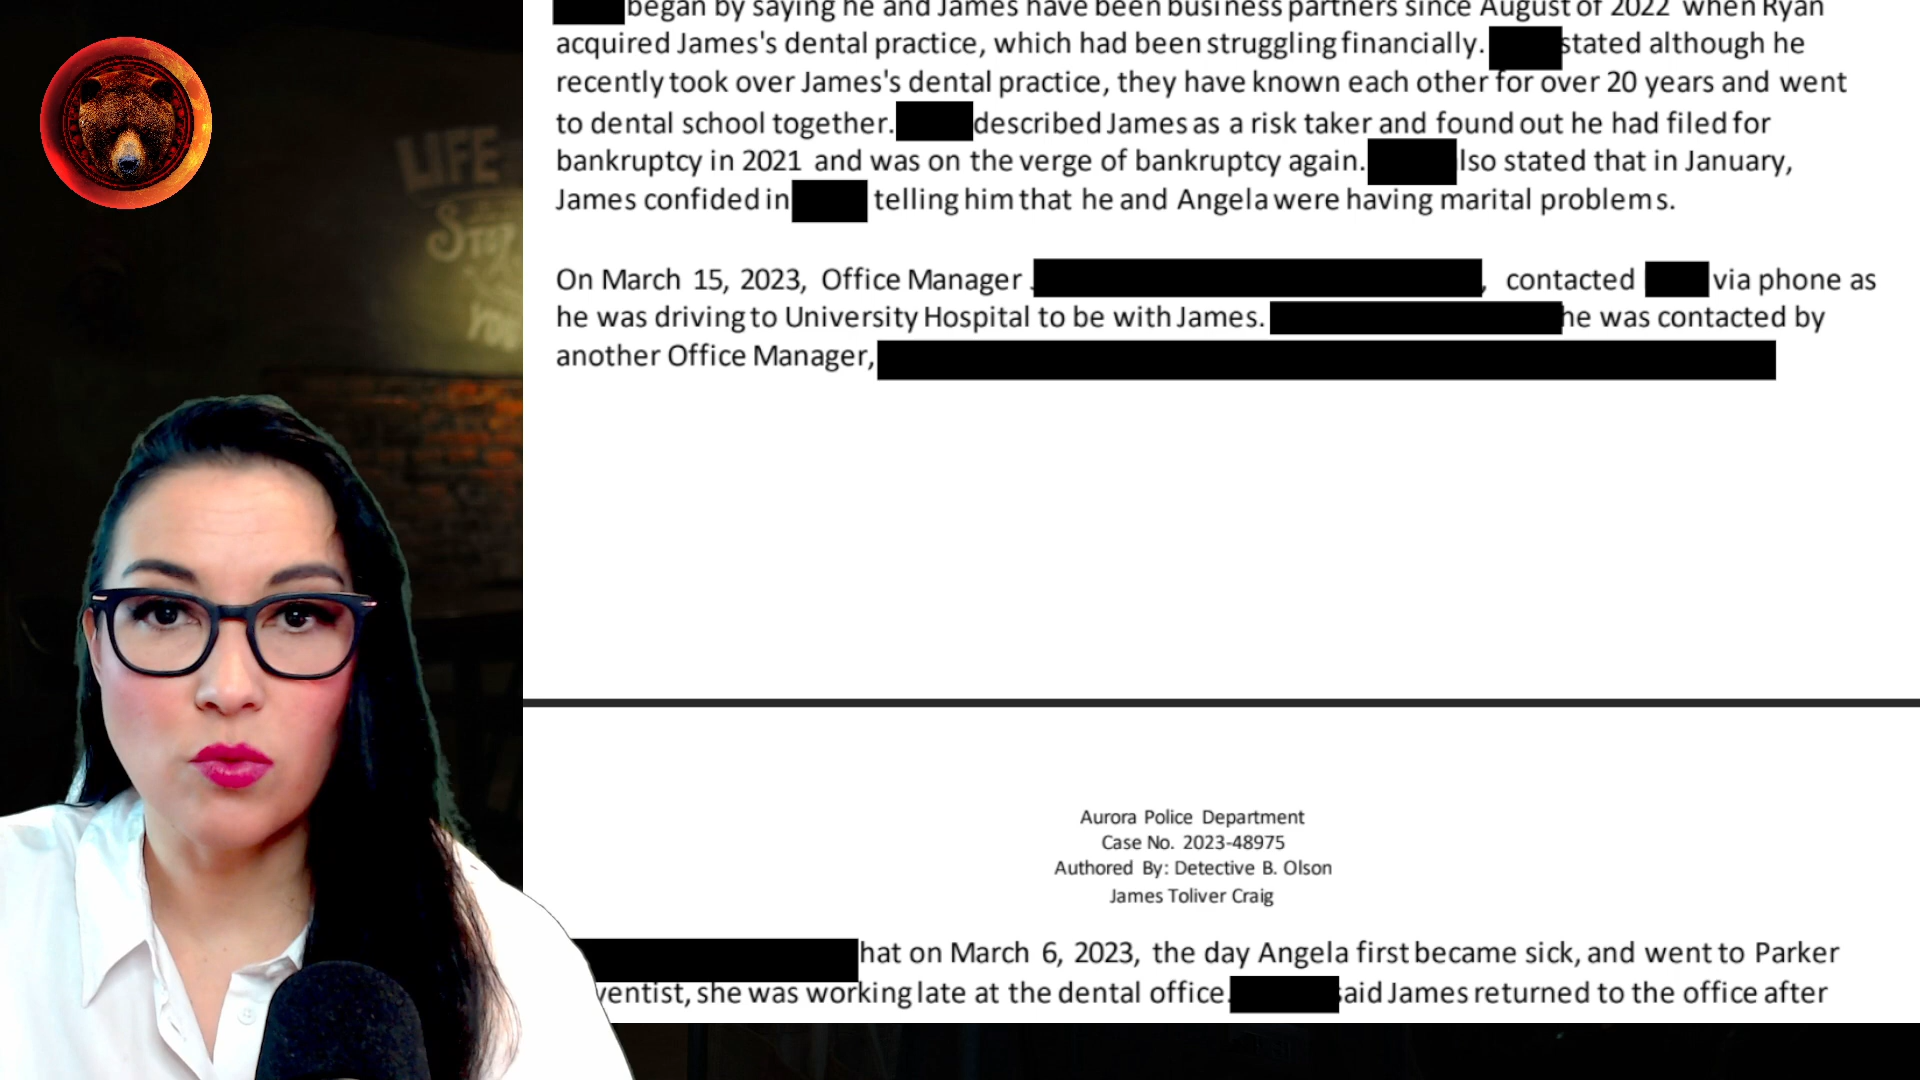 LIFE
STEP
YOU
began by saying he and James have been business partners since August of 2022 when Ryan
acquired James's dental practice, which had been struggling financially. stated although he
recently took over James's dental practice, they have known each other for over 20 years and went
to dental school together. described James as a risk taker and found out he had filed for
bankruptcy in 2021 and was on the verge of bankruptcy again. lso stated that in January,
James confided in telling him that he and Angela were having marital problems.
On March 15, 2023, Office Manager , contacted via phone as
he was driving to University Hospital to be with James. he was contacted by
another Office Manager,
Aurora Police Department
Case No. 2023-48975
Authored By: Detective B. Olson
James Toliver Craig
hat on March 6, 2023, the day Angela first became sick, and went to Parker
ventist, she was working late at the dental office. said James returned to the office after